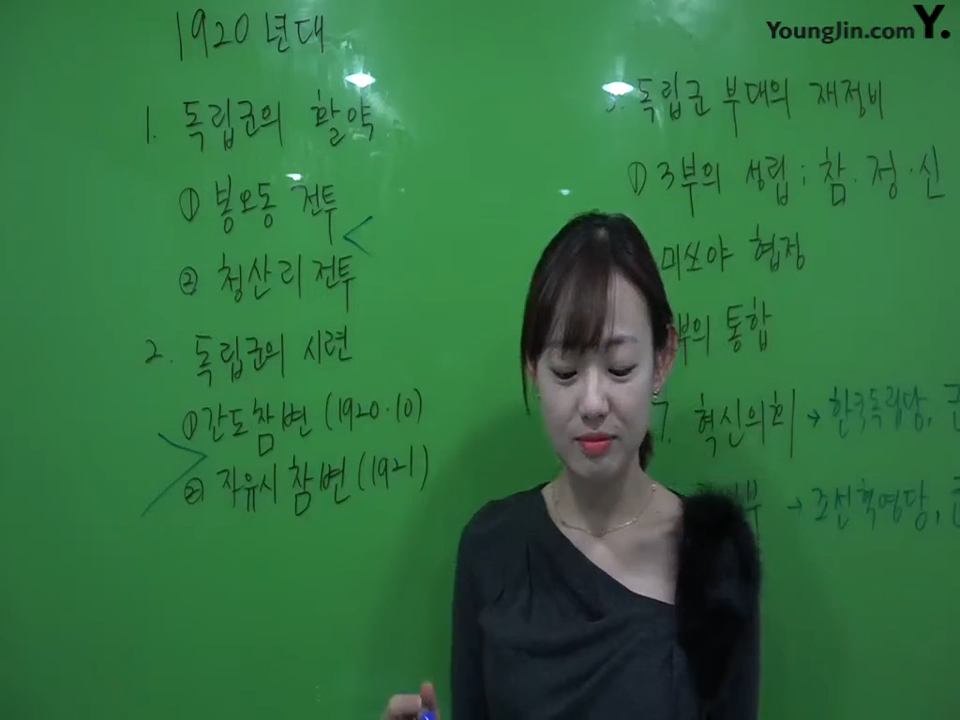 YoungJin.com Y.
1920년대
1. 독립군의 활약
① 봉오동 전투
② 청산리 전투
2. 독립군의 시련
① 간도참변 (1920.10)
② 자유시 참변 (1921)
3. 독립군 부대의 재정비
① 3부의 성립 : 참.정.신
미쓰야 협정
부의 통합
혁신의회 → 한국독립당,
→ 조선혁명당,